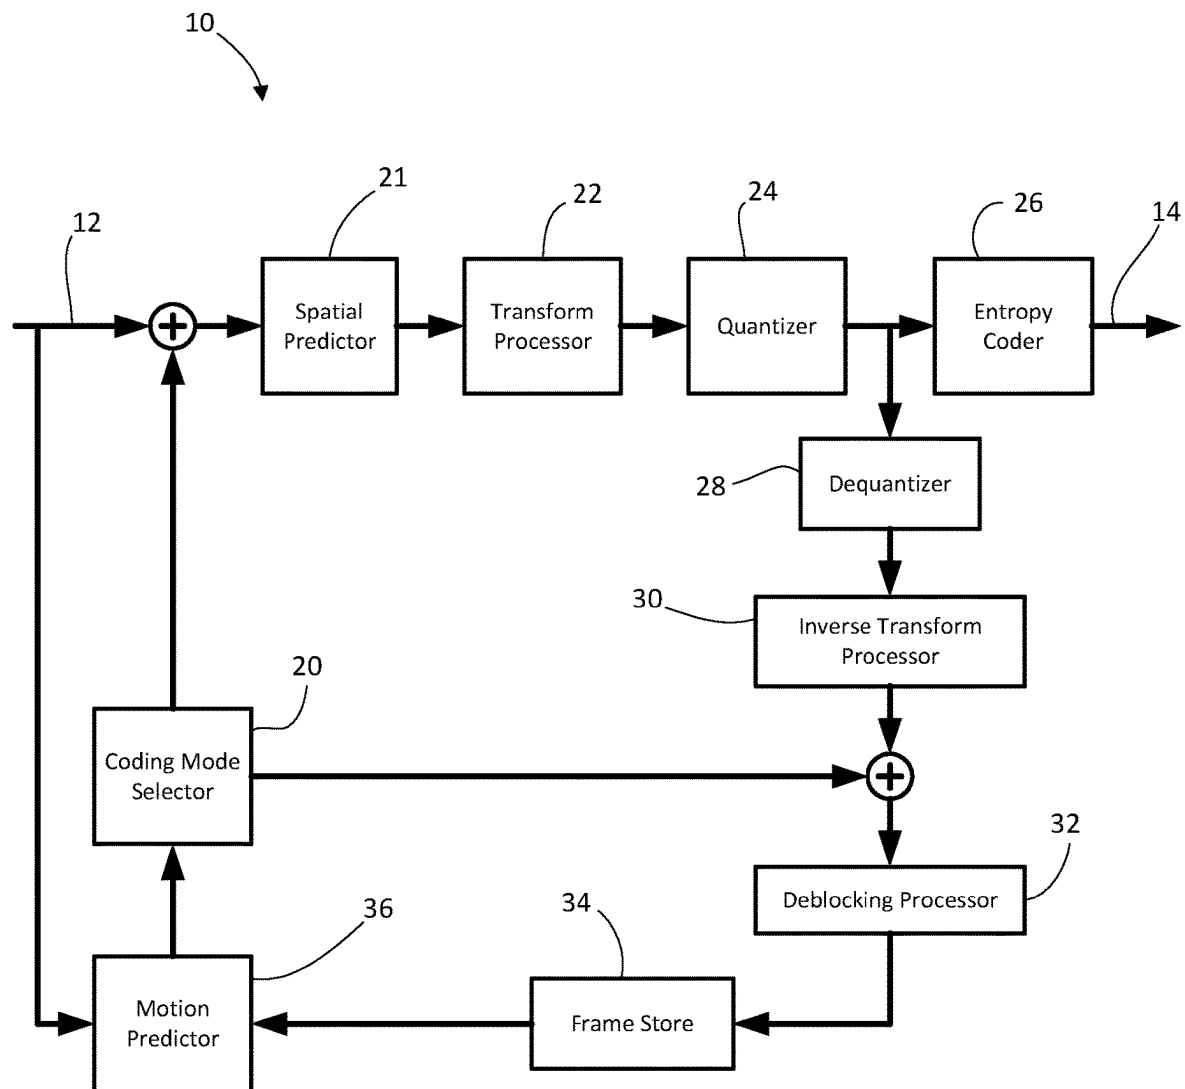 10
12
21
22
24
26
14
Spatial
Predictor
Transform
Processor
Quantizer
Entropy
Coder
28
Dequantizer
30
Inverse Transform
Processor
20
Coding Mode
Selector
32
Deblocking Processor
36
34
Motion
Predictor
Frame Store